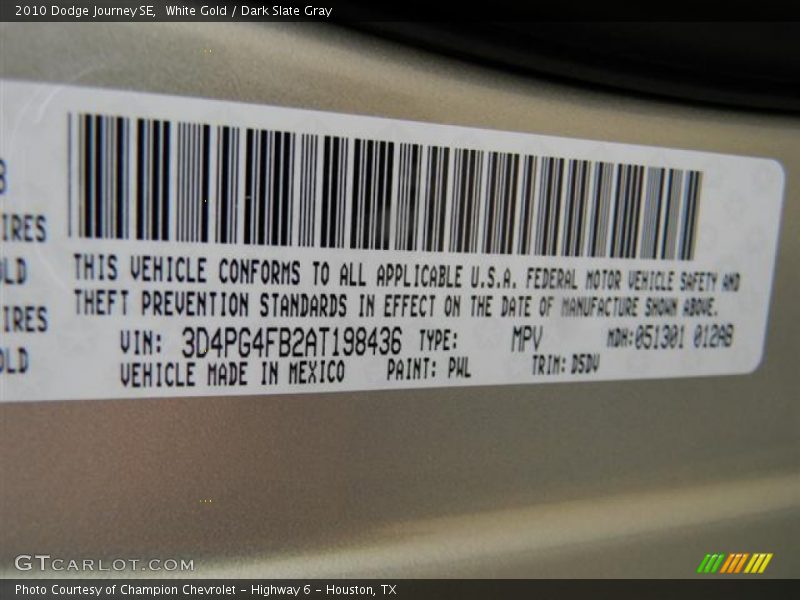 2010 Dodge Journey SE, White Gold / Dark Slate Gray
IRES
OLD
IRES
OLD
THIS VEHICLE CONFORMS TO ALL APPLICABLE U.S.A. FEDERAL MOTOR VEHICLE SAFETY AND
THEFT PREVENTION STANDARDS IN EFFECT ON THE DATE OF MANUFACTURE SHOWN ABOVE.
VIN: 3D4PG4FB2AT198436 TYPE: MPV MDH:051301 012AB
VEHICLE MADE IN MEXICO PAINT: PWL TRIM: D5DV
GTCARLOT.COM
Photo Courtesy of Champion Chevrolet - Highway 6 - Houston, TX